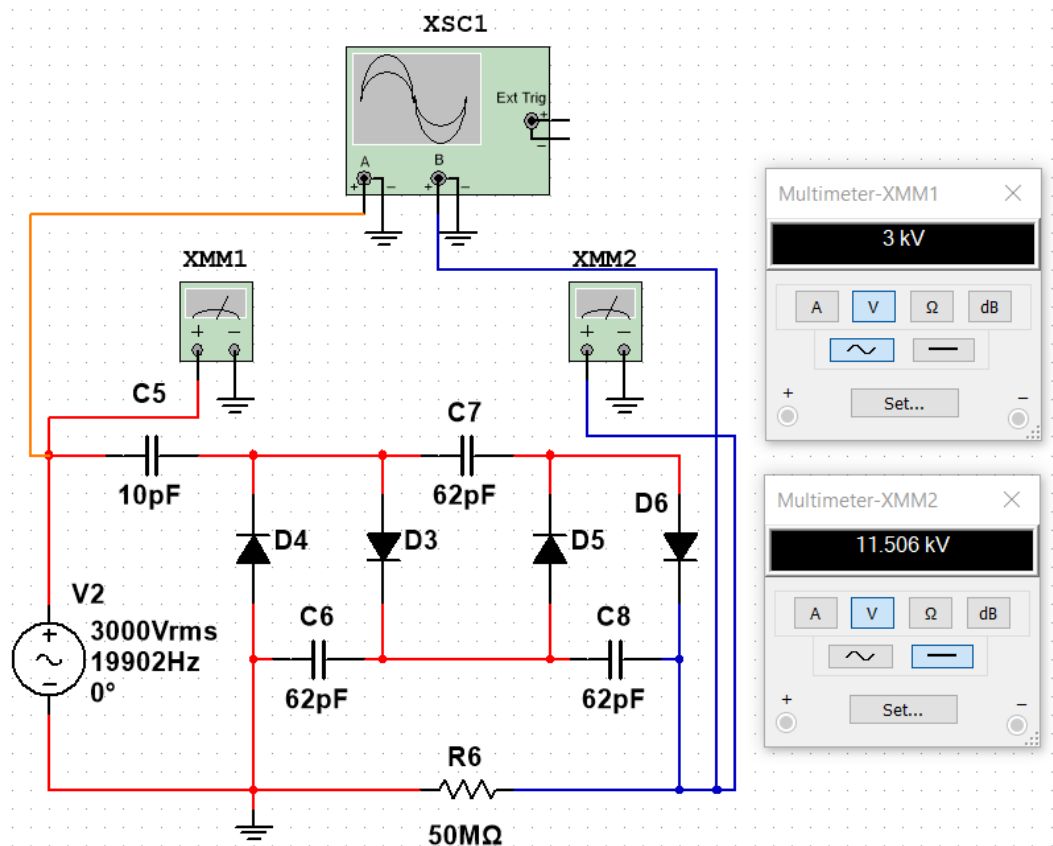 XSC1
Ext Trig
+
−
A
B
+ − + −
XMM1
XMM2
+ −
+ −
C5
10pF
C7
62pF
D4
D3
D5
D6
V2
+
3000Vrms
19902Hz
0°
−
C6
62pF
C8
62pF
R6
50MΩ
Multimeter-XMM1
3 kV
A V Ω dB
+ −
Set...
Multimeter-XMM2
11.506 kV
A V Ω dB
+ −
Set...